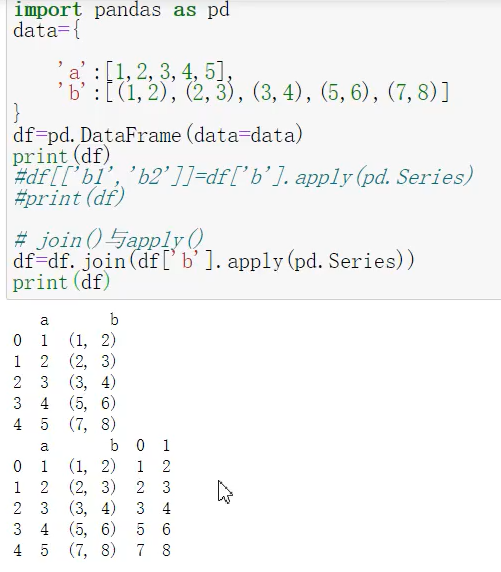 import pandas as pd
data={
'a':[1,2,3,4,5],
'b':[(1,2),(2,3),(3,4),(5,6),(7,8)]
}
df=pd.DataFrame(data=data)
print(df)
#df[['b1','b2']]=df['b'].apply(pd.Series)
#print(df)
# join()与apply()
df=df.join(df['b'].apply(pd.Series))
print(df)
a b
0 1 (1, 2)
1 2 (2, 3)
2 3 (3, 4)
3 4 (5, 6)
4 5 (7, 8)
a b 0 1
0 1 (1, 2) 1 2
1 2 (2, 3) 2 3
2 3 (3, 4) 3 4
3 4 (5, 6) 5 6
4 5 (7, 8) 7 8